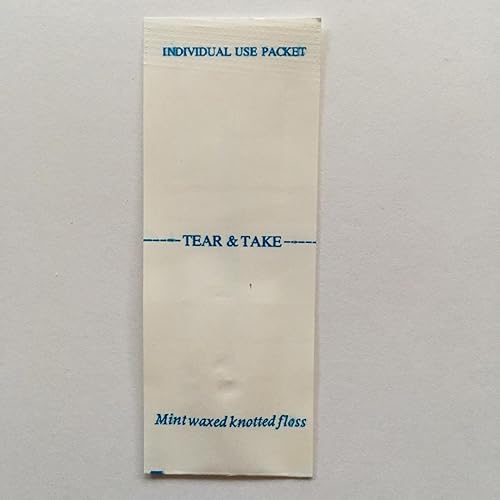 INDIVIDUAL USE PACKET
TEAR & TAKE
Mint waxed knotted floss